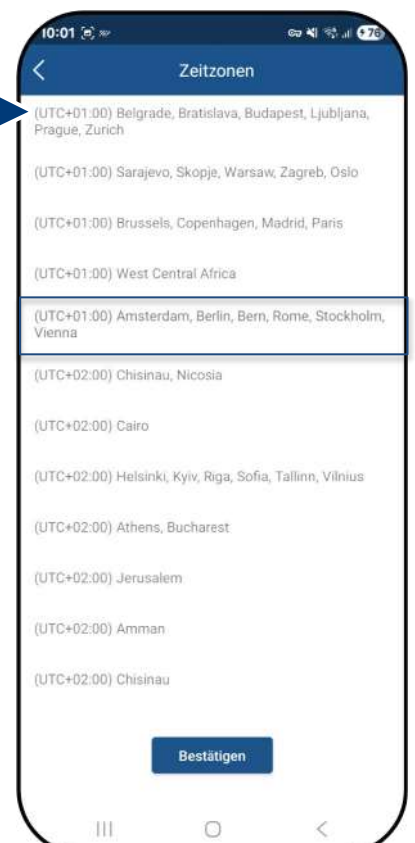 10:01
76
Zeitzonen
(UTC+01:00) Belgrade, Bratislava, Budapest, Ljubljana,
Prague, Zurich
(UTC+01:00) Sarajevo, Skopje, Warsaw, Zagreb, Oslo
(UTC+01:00) Brussels, Copenhagen, Madrid, Paris
(UTC+01:00) West Central Africa
(UTC+01:00) Amsterdam, Berlin, Bern, Rome, Stockholm,
Vienna
(UTC+02:00) Chisinau, Nicosia
(UTC+02:00) Cairo
(UTC+02:00) Helsinki, Kyiv, Riga, Sofia, Tallinn, Vilnius
(UTC+02:00) Athens, Bucharest
(UTC+02:00) Jerusalem
(UTC+02:00) Amman
(UTC+02:00) Chisinau
Bestätigen